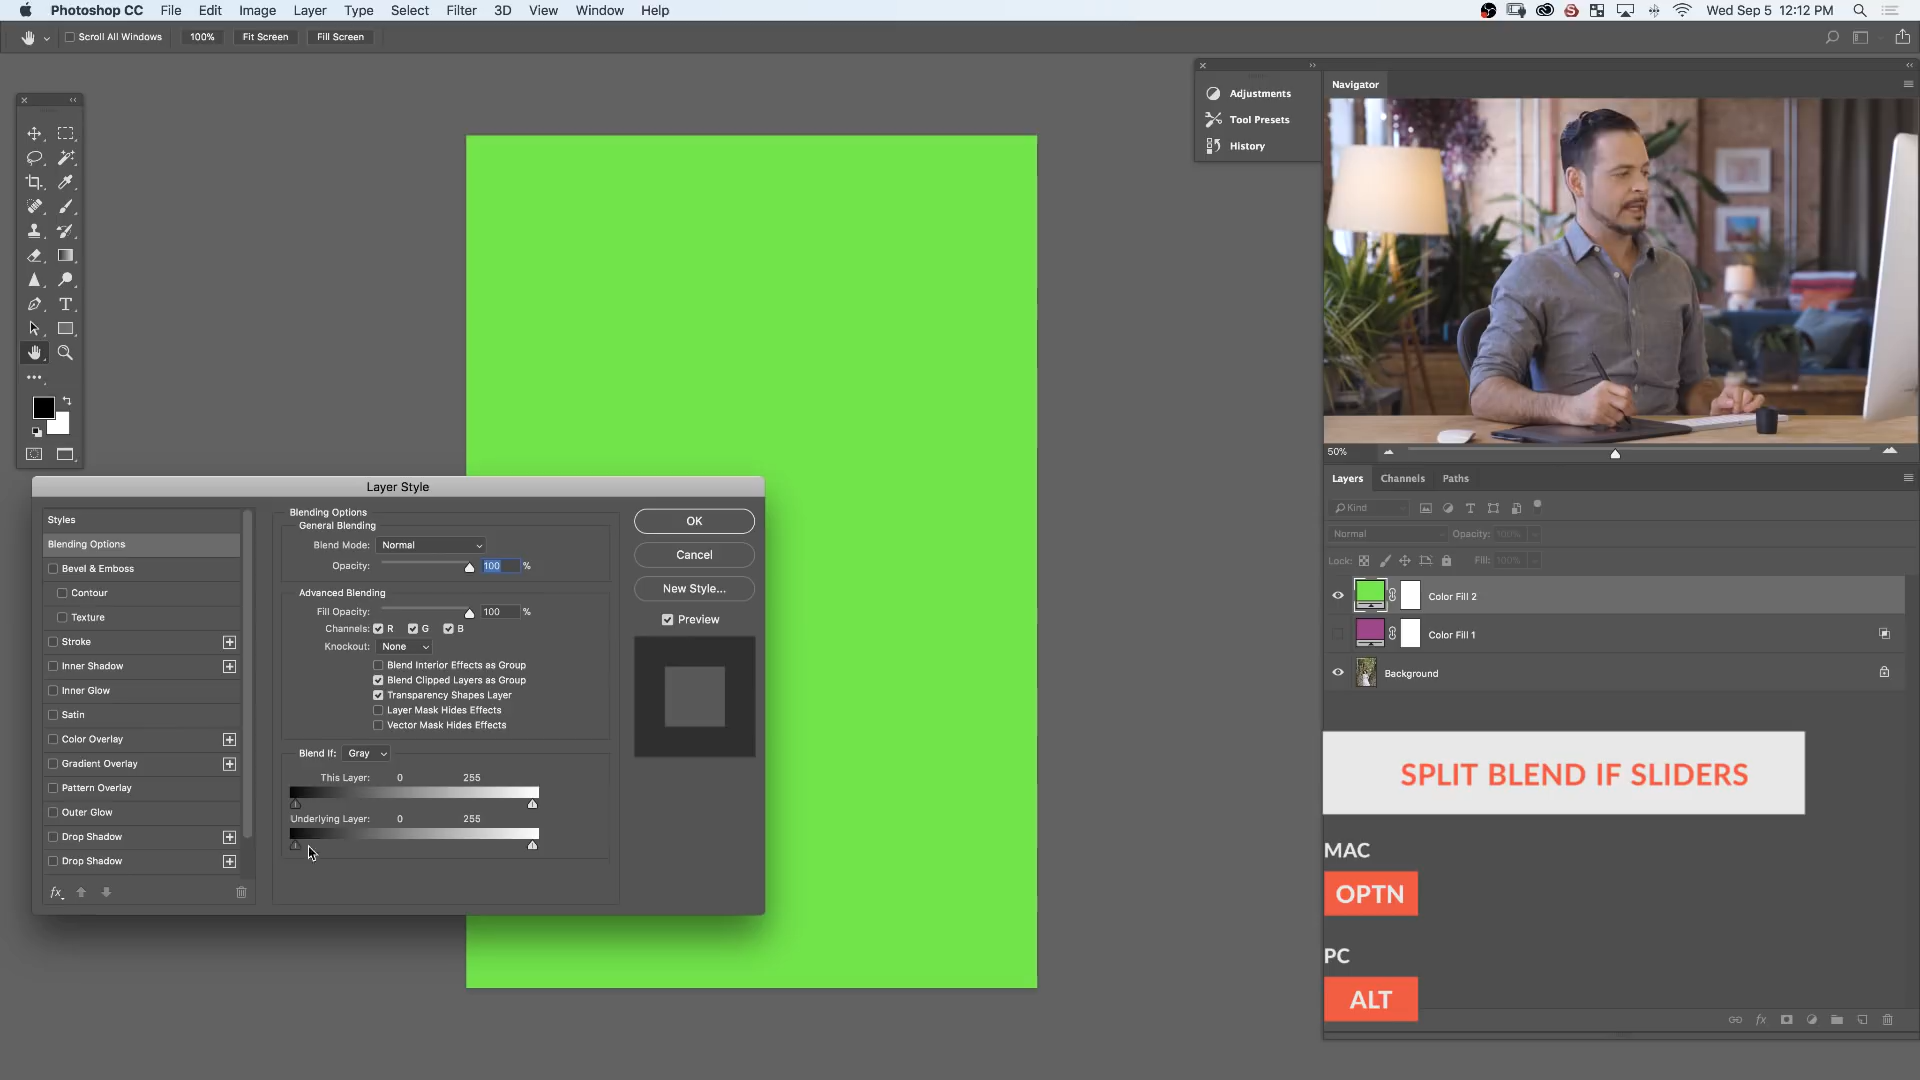 Photoshop CC File Edit Image Layer Type Select Filter 3D View Window Help Wed Sep 5 12:12 PM
Scroll All Windows 100% Fit Screen Fill Screen
Adjustments
Tool Presets
History
Navigator
50%
Layer Style
Styles
Blending Options
Bevel & Emboss
Contour
Texture
Stroke
Inner Shadow
Inner Glow
Satin
Color Overlay
Gradient Overlay
Pattern Overlay
Outer Glow
Drop Shadow
Drop Shadow
fx
Blending Options
General Blending
Blend Mode: Normal
Opacity: 100 %
Advanced Blending
Fill Opacity: 100 %
Channels: R G B
Knockout: None
Blend Interior Effects as Group
Blend Clipped Layers as Group
Transparency Shapes Layer
Layer Mask Hides Effects
Vector Mask Hides Effects
Blend If: Gray
This Layer: 0 255
Underlying Layer: 0 255
OK
Cancel
New Style...
Preview
Layers Channels Paths
Kind
Normal Opacity: 100%
Lock: Fill: 100%
Color Fill 2
Color Fill 1
Background
SPLIT BLEND IF SLIDERS
MAC
OPTN
PC
ALT
fx